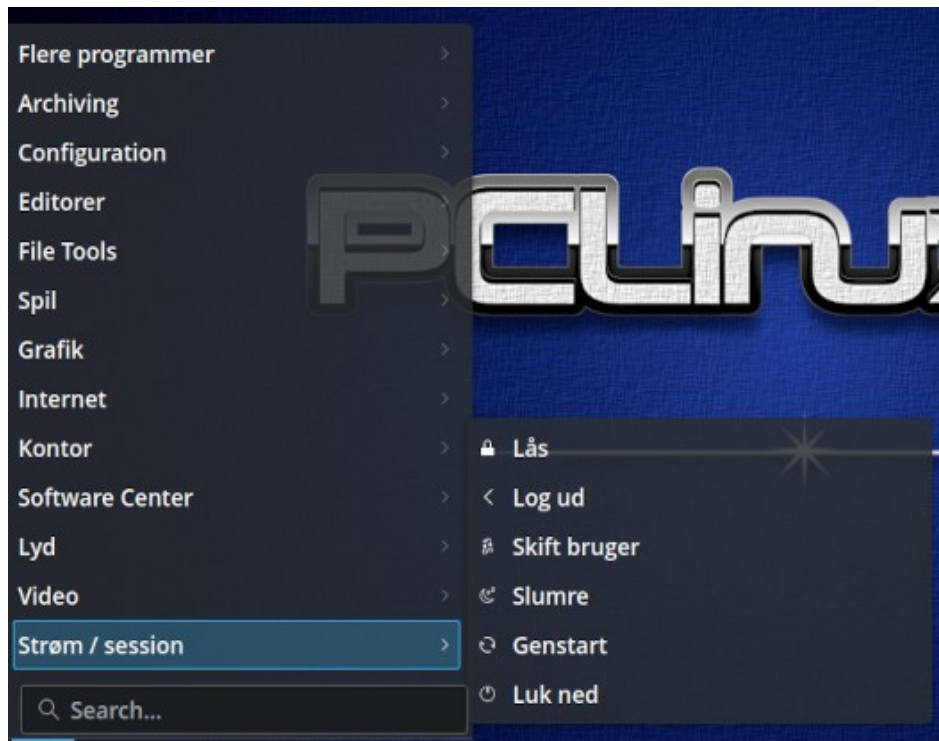 Flere programmer
Archiving
Configuration
Editorer
File Tools
Spil
Grafik
Internet
Kontor
Software Center
Lyd
Video
Strøm / session
Search...
PCLinux
Lås
Log ud
Skift bruger
Slumre
Genstart
Luk ned